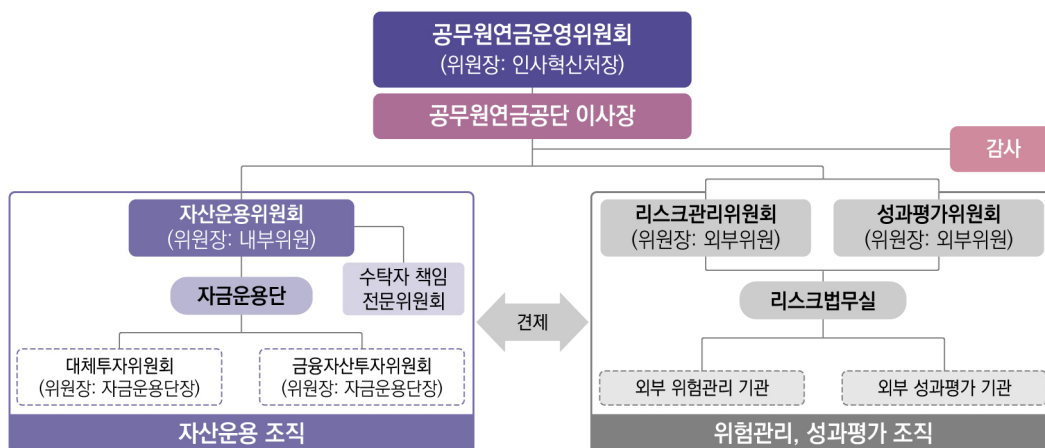 공무원연금운영위원회
(위원장: 인사혁신처장)
공무원연금공단 이사장
감사
자산운용위원회
(위원장: 내부위원)
수탁자 책임
전문위원회
자금운용단
대체투자위원회
(위원장: 자금운용단장)
금융자산투자위원회
(위원장: 자금운용단장)
자산운용 조직
견제
리스크관리위원회
(위원장: 외부위원)
성과평가위원회
(위원장: 외부위원)
리스크법무실
외부 위험관리 기관
외부 성과평가 기관
위험관리, 성과평가 조직